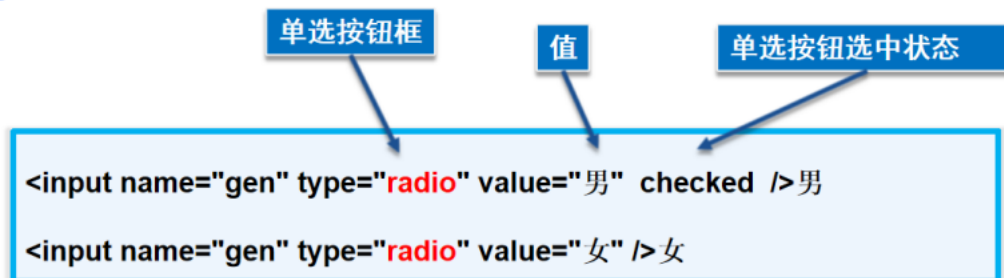 单选按钮框
值
单选按钮选中状态
<input name="gen" type="radio" value="男"  checked  />男
<input name="gen" type="radio" value="女" />女